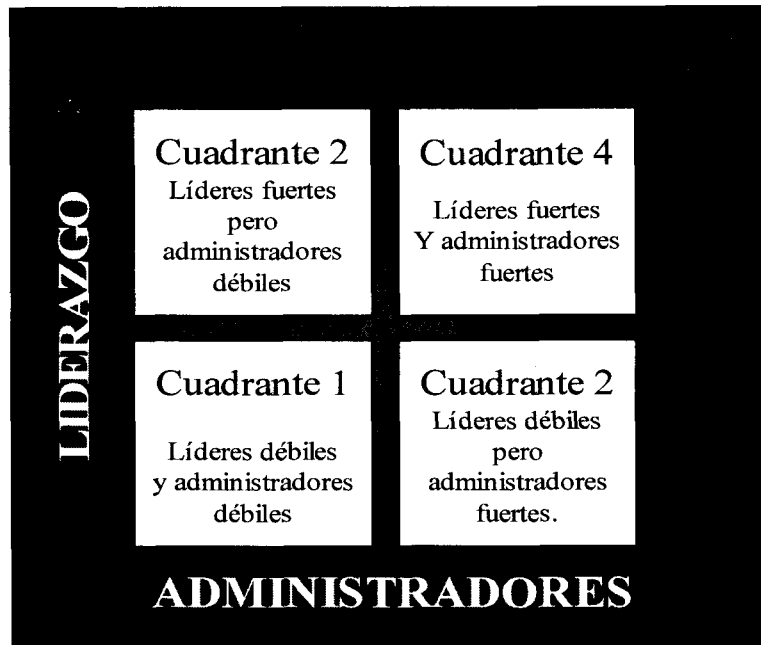 LIDERAZGO
Cuadrante 2
Líderes fuertes
pero
administradores
débiles
Cuadrante 4
Líderes fuertes
Y administradores
fuertes
Cuadrante 1
Líderes débiles
y administradores
débiles
Cuadrante 2
Líderes débiles
pero
administradores
fuertes.
ADMINISTRADORES